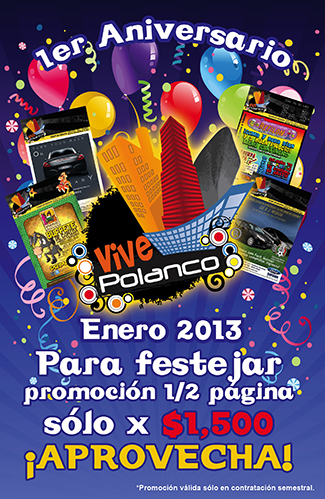 1er Aniversario
Vive
Polanco
Enero 2013
Para festejar
promoción 1/2 página*
sólo x $1,500
¡APROVECHA!
*Promoción válida sólo en contratación semestral.